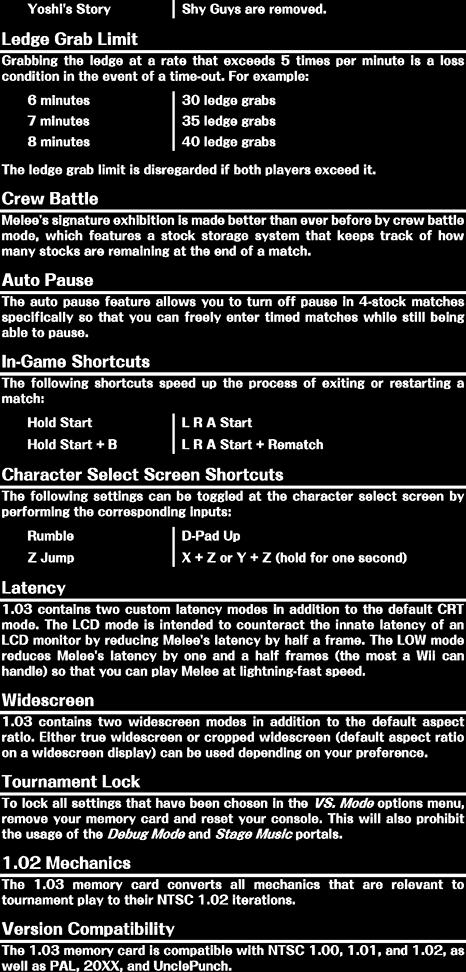 Yoshi's Story Shy Guys are removed.
Ledge Grab Limit
Grabbing the ledge at a rate that exceeds 5 times per minute is a loss
condition in the event of a time-out. For example:
6 minutes 30 ledge grabs
7 minutes 35 ledge grabs
8 minutes 40 ledge grabs
The ledge grab limit is disregarded if both players exceed it.
Crew Battle
Melee's signature exhibition is made better than ever before by crew battle
mode, which features a stock storage system that keeps track of how
many stocks are remaining at the end of a match.
Auto Pause
The auto pause feature allows you to turn off pause in 4-stock matches
specifically so that you can freely enter timed matches while still being
able to pause.
In-Game Shortcuts
The following shortcuts speed up the process of exiting or restarting a
match:
Hold Start L R A Start
Hold Start + B L R A Start + Rematch
Character Select Screen Shortcuts
The following settings can be toggled at the character select screen by
performing the corresponding inputs:
Rumble D-Pad Up
Z Jump X + Z or Y + Z (hold for one second)
Latency
1.03 contains two custom latency modes in addition to the default CRT
mode. The LCD mode is intended to counteract the innate latency of an
LCD monitor by reducing Melee's latency by half a frame. The LOW mode
reduces Melee's latency by one and a half frames (the most a Wii can
handle) so that you can play Melee at lightning-fast speed.
Widescreen
1.03 contains two widescreen modes in addition to the default aspect
ratio. Either true widescreen or cropped widescreen (default aspect ratio
on a widescreen display) can be used depending on your preference.
Tournament Lock
To lock all settings that have been chosen in the VS. Mode options menu,
remove your memory card and reset your console. This will also prohibit
the usage of the Debug Mode and Stage Music portals.
1.02 Mechanics
The 1.03 memory card converts all mechanics that are relevant to
tournament play to their NTSC 1.02 iterations.
Version Compatibility
The 1.03 memory card is compatible with NTSC 1.00, 1.01, and 1.02, as
well as PAL, 20XX, and UnclePunch.